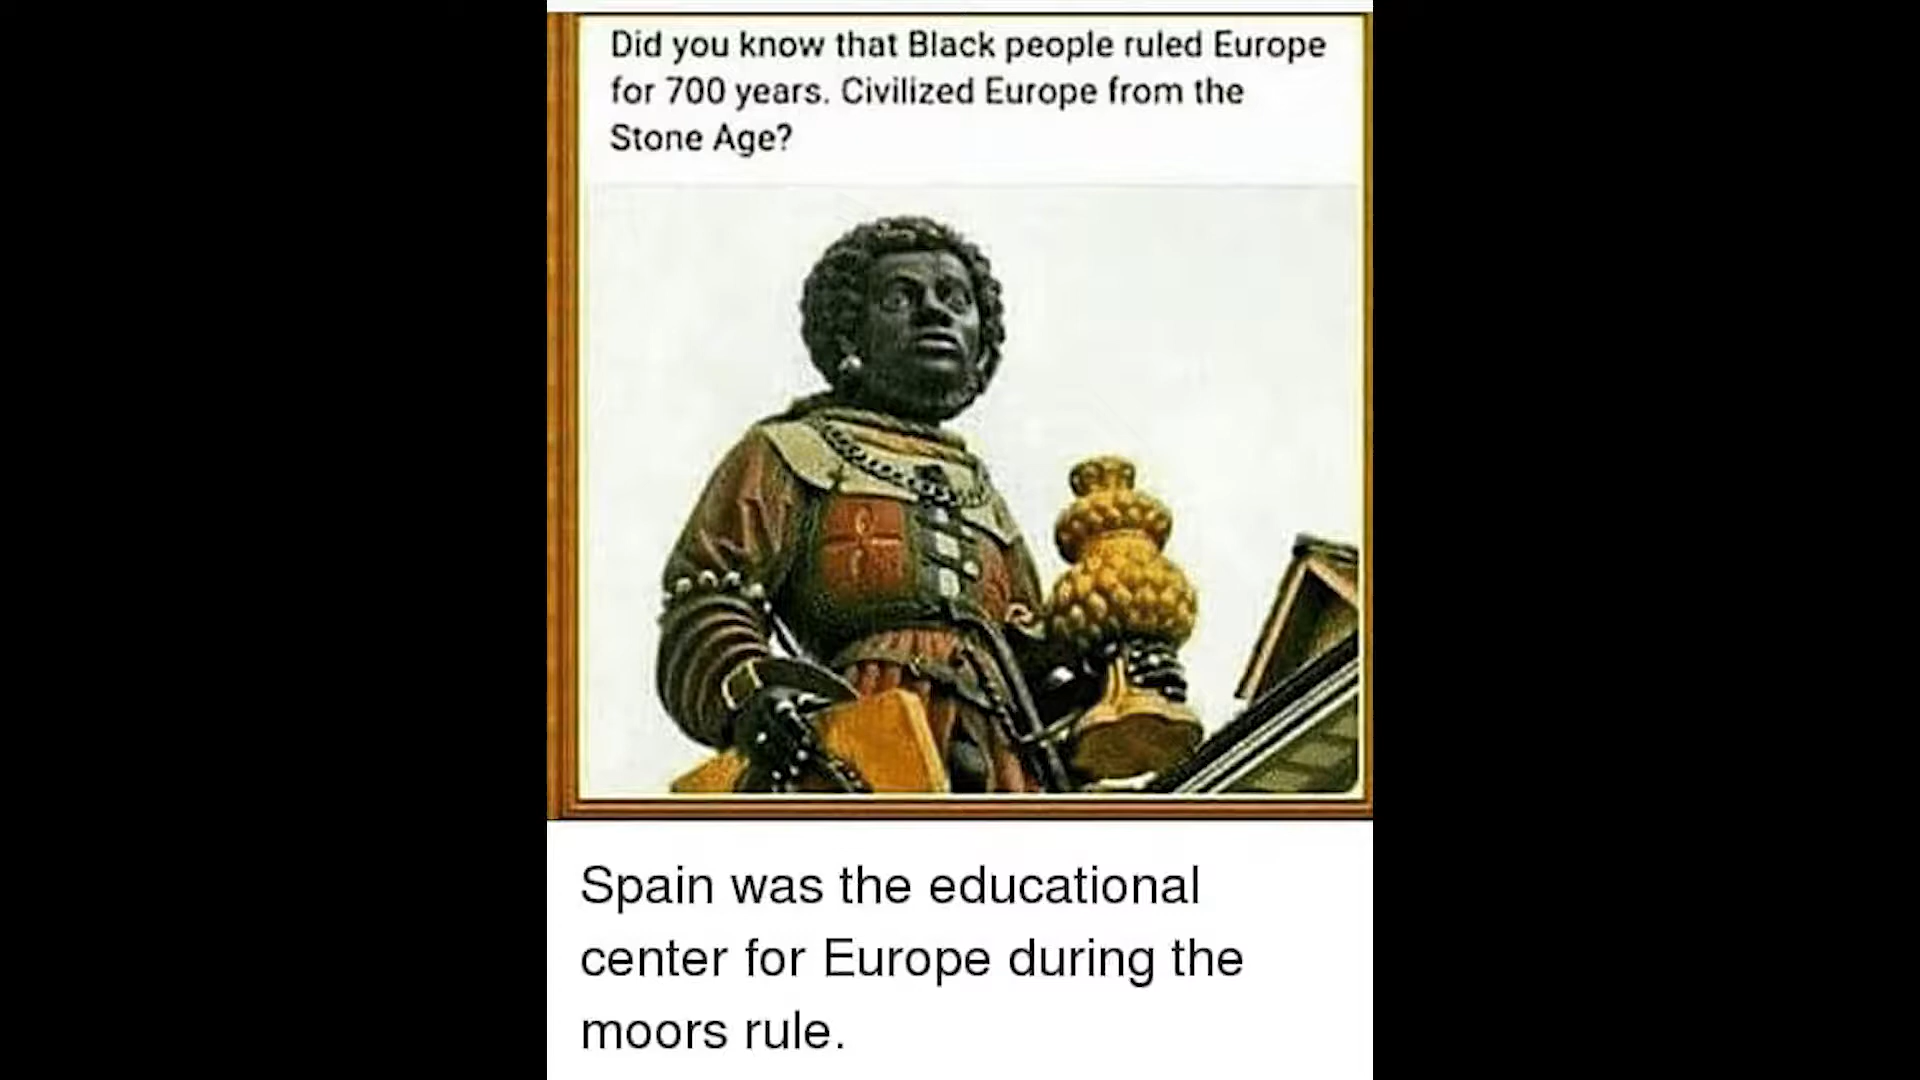 Did you know that Black people ruled Europe
for 700 years. Civilized Europe from the
Stone Age?
Spain was the educational
center for Europe during the
moors rule.